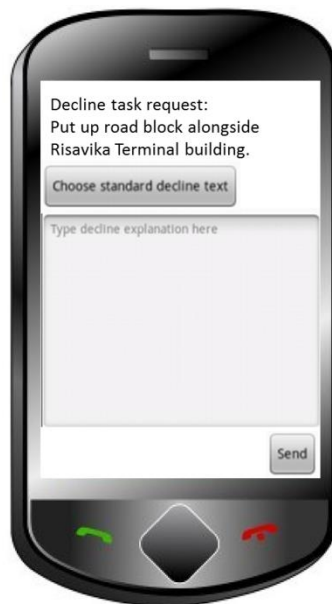 Decline task request:
Put up road block alongside
Risavika Terminal building.
Choose standard decline text
Type decline explanation here
Send